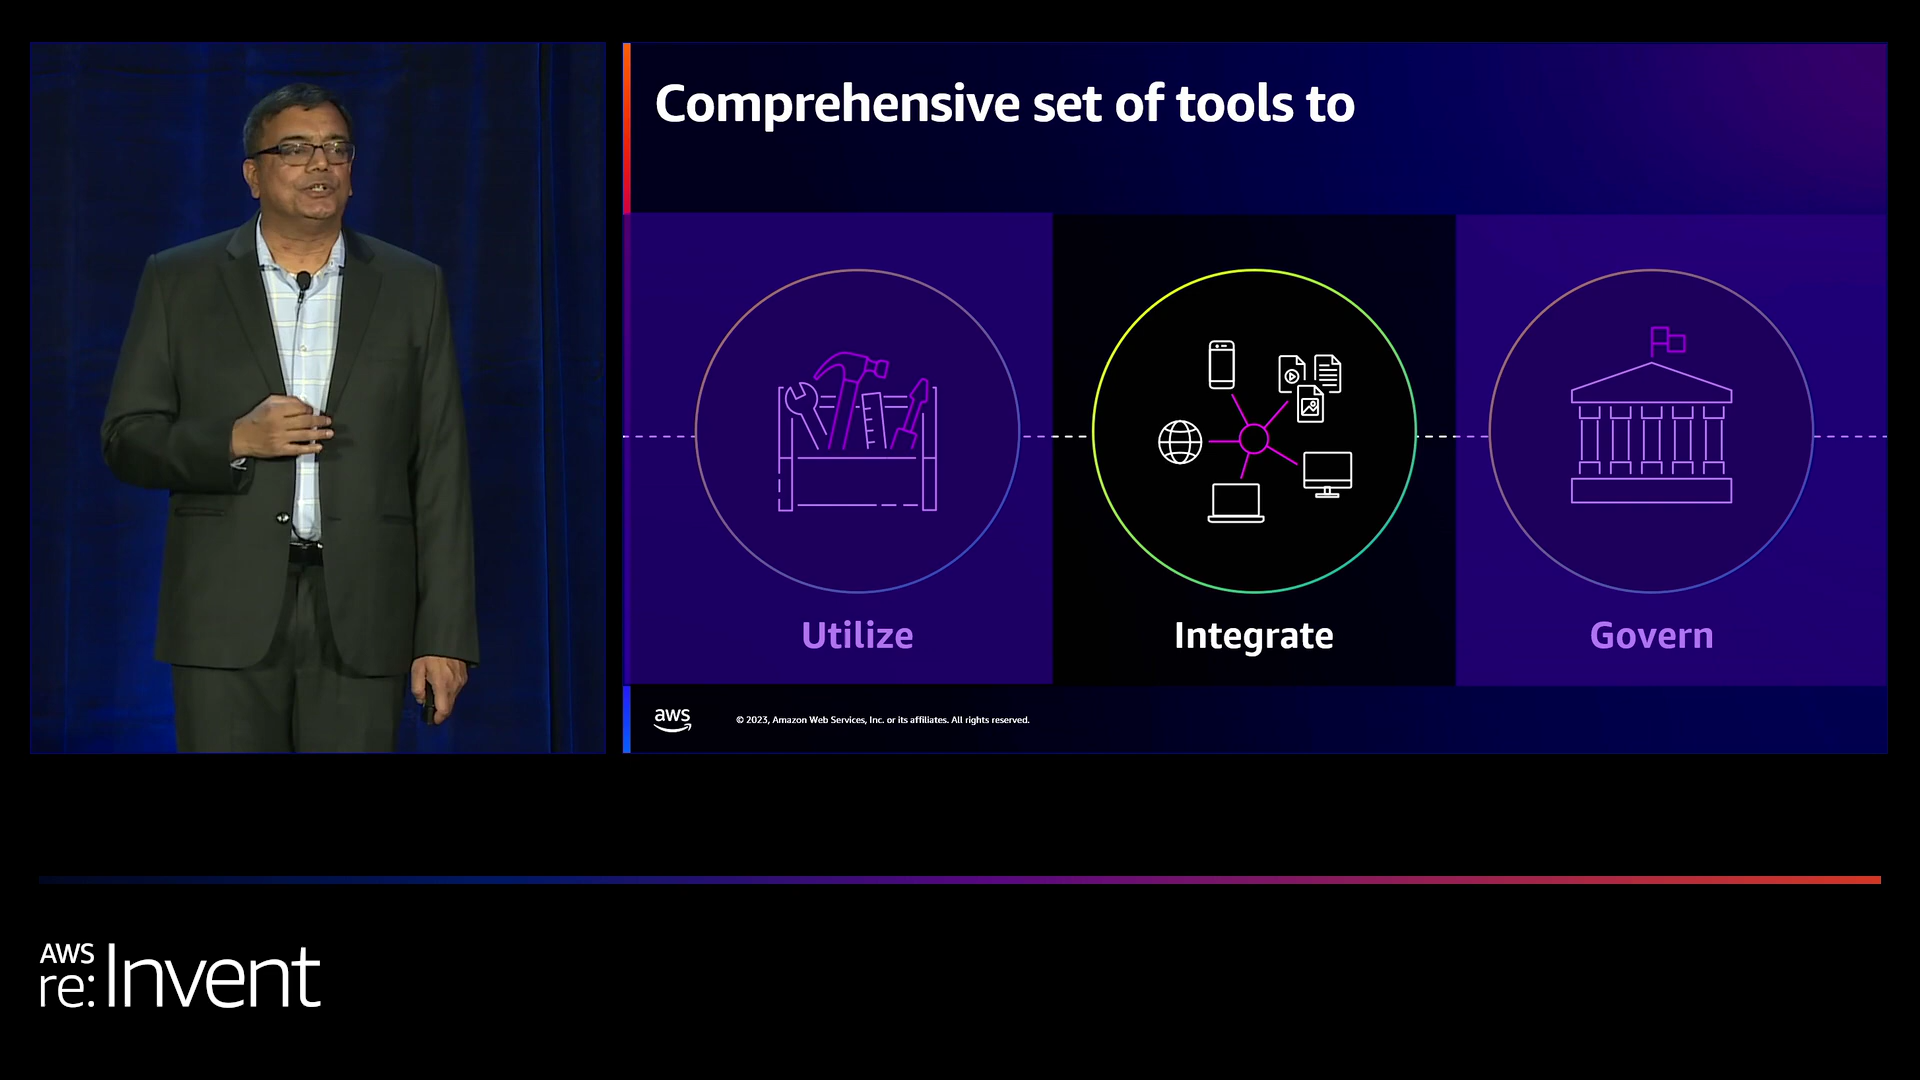 Comprehensive set of tools to
Utilize
Integrate
Govern
aws
© 2023, Amazon Web Services, Inc. or its affiliates. All rights reserved.
AWS
re:Invent